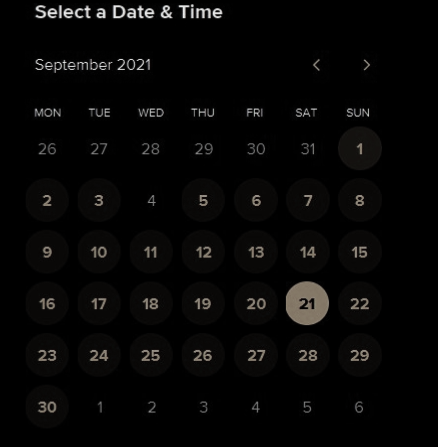 Select a Date & Time
September 2021
MON TUE WED THU FRI SAT SUN
26 27 28 29 30 31 1
2 3 4 5 6 7 8
9 10 11 12 13 14 15
16 17 18 19 20 21 22
23 24 25 26 27 28 29
30 1 2 3 4 5 6